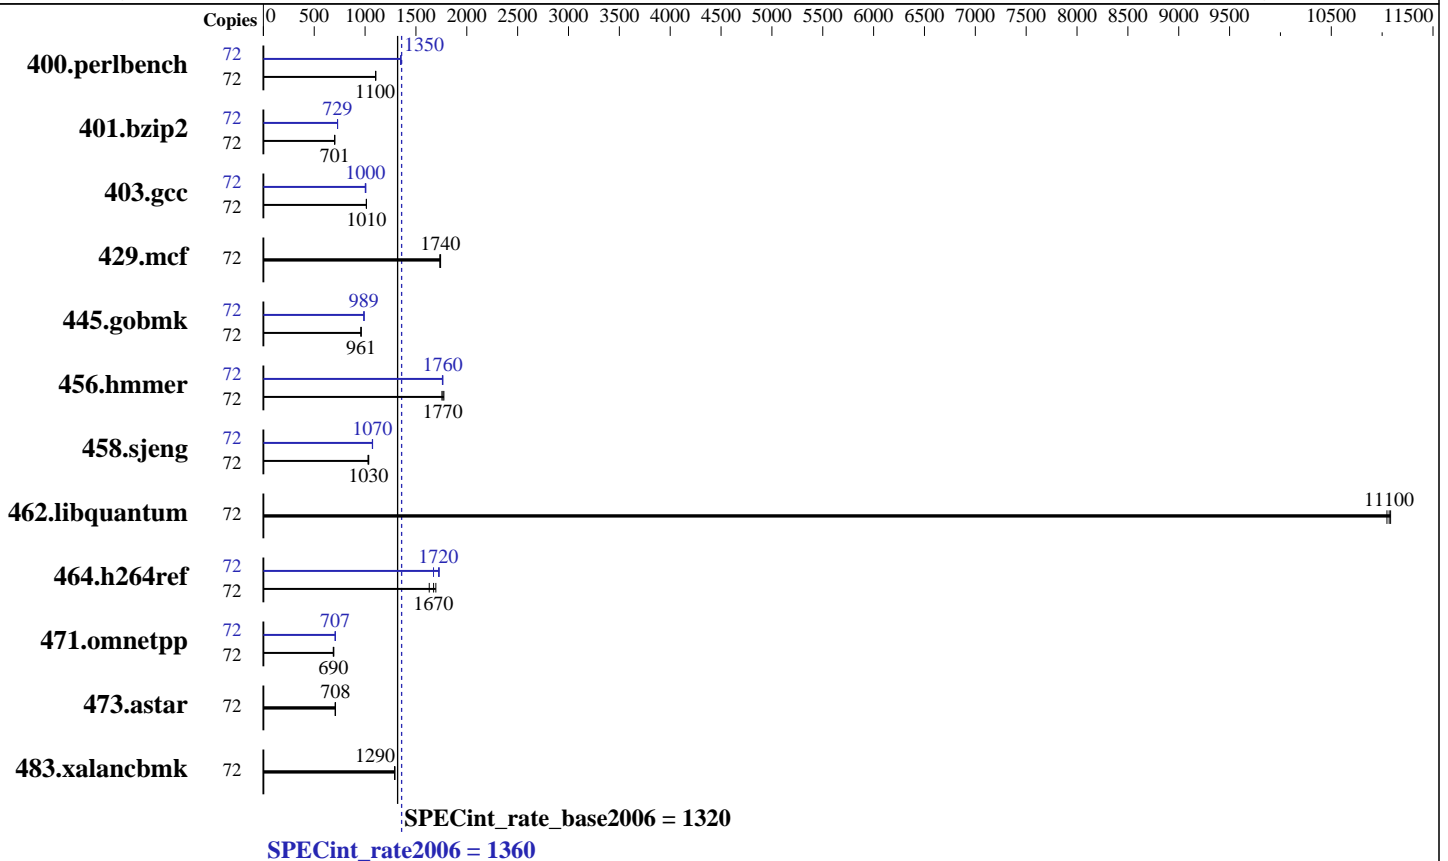 Copies 0 500 1000 1500 2000 2500 3000 3500 4000 4500 5000 5500 6000 6500 7000 7500 8000 8500 9000 9500 10500 11500
1350
400.perlbench 72
72
1100
729
401.bzip2 72
72
701
1000
403.gcc 72
72
1010
1740
429.mcf 72
989
445.gobmk 72
72
961
1760
456.hmmer 72
72
1770
1070
458.sjeng 72
72
1030
11100
462.libquantum 72
1720
464.h264ref 72
72
1670
707
471.omnetpp 72
72
690
708
473.astar 72
1290
483.xalancbmk 72
SPECint_rate_base2006 = 1320
SPECint_rate2006 = 1360